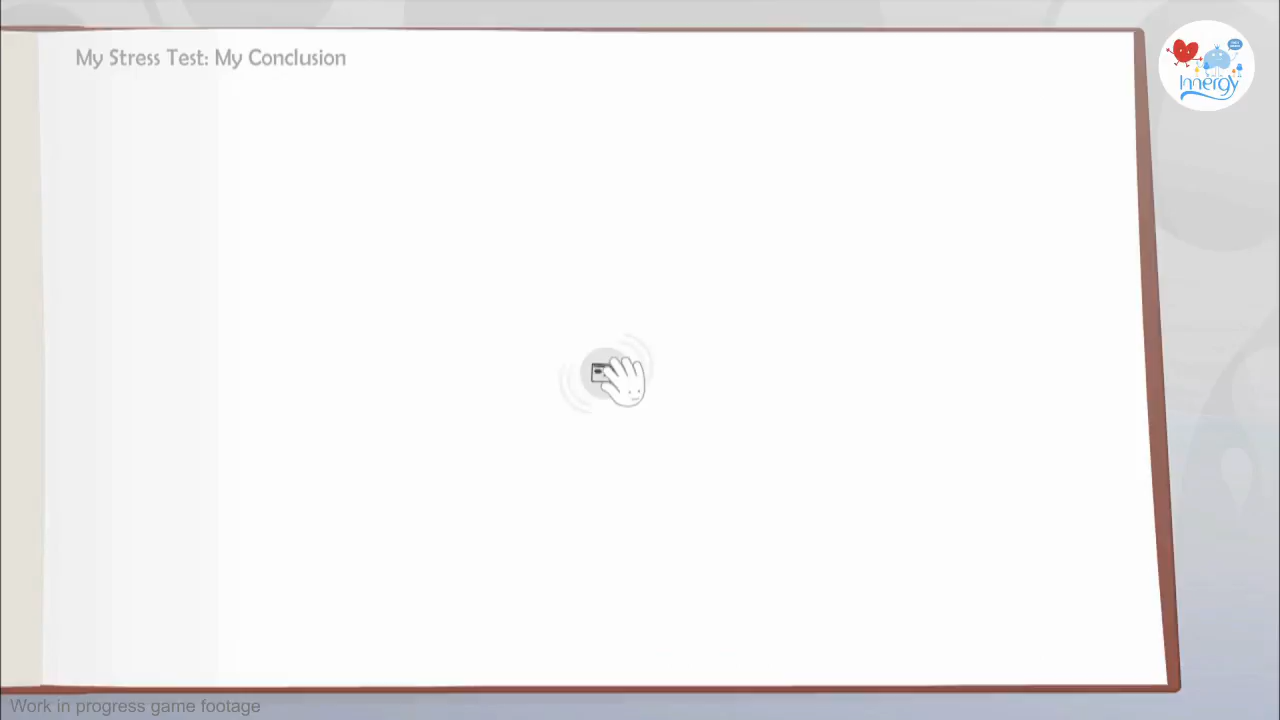 My Stress Test: My Conclusion
Innergy
Work in progress game footage